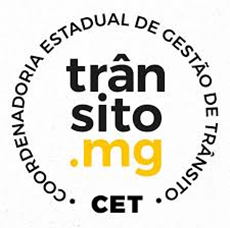 COORDENADORIA ESTADUAL DE GESTÃO DE TRÂNSITO
trân
sito
.mg
• CET •